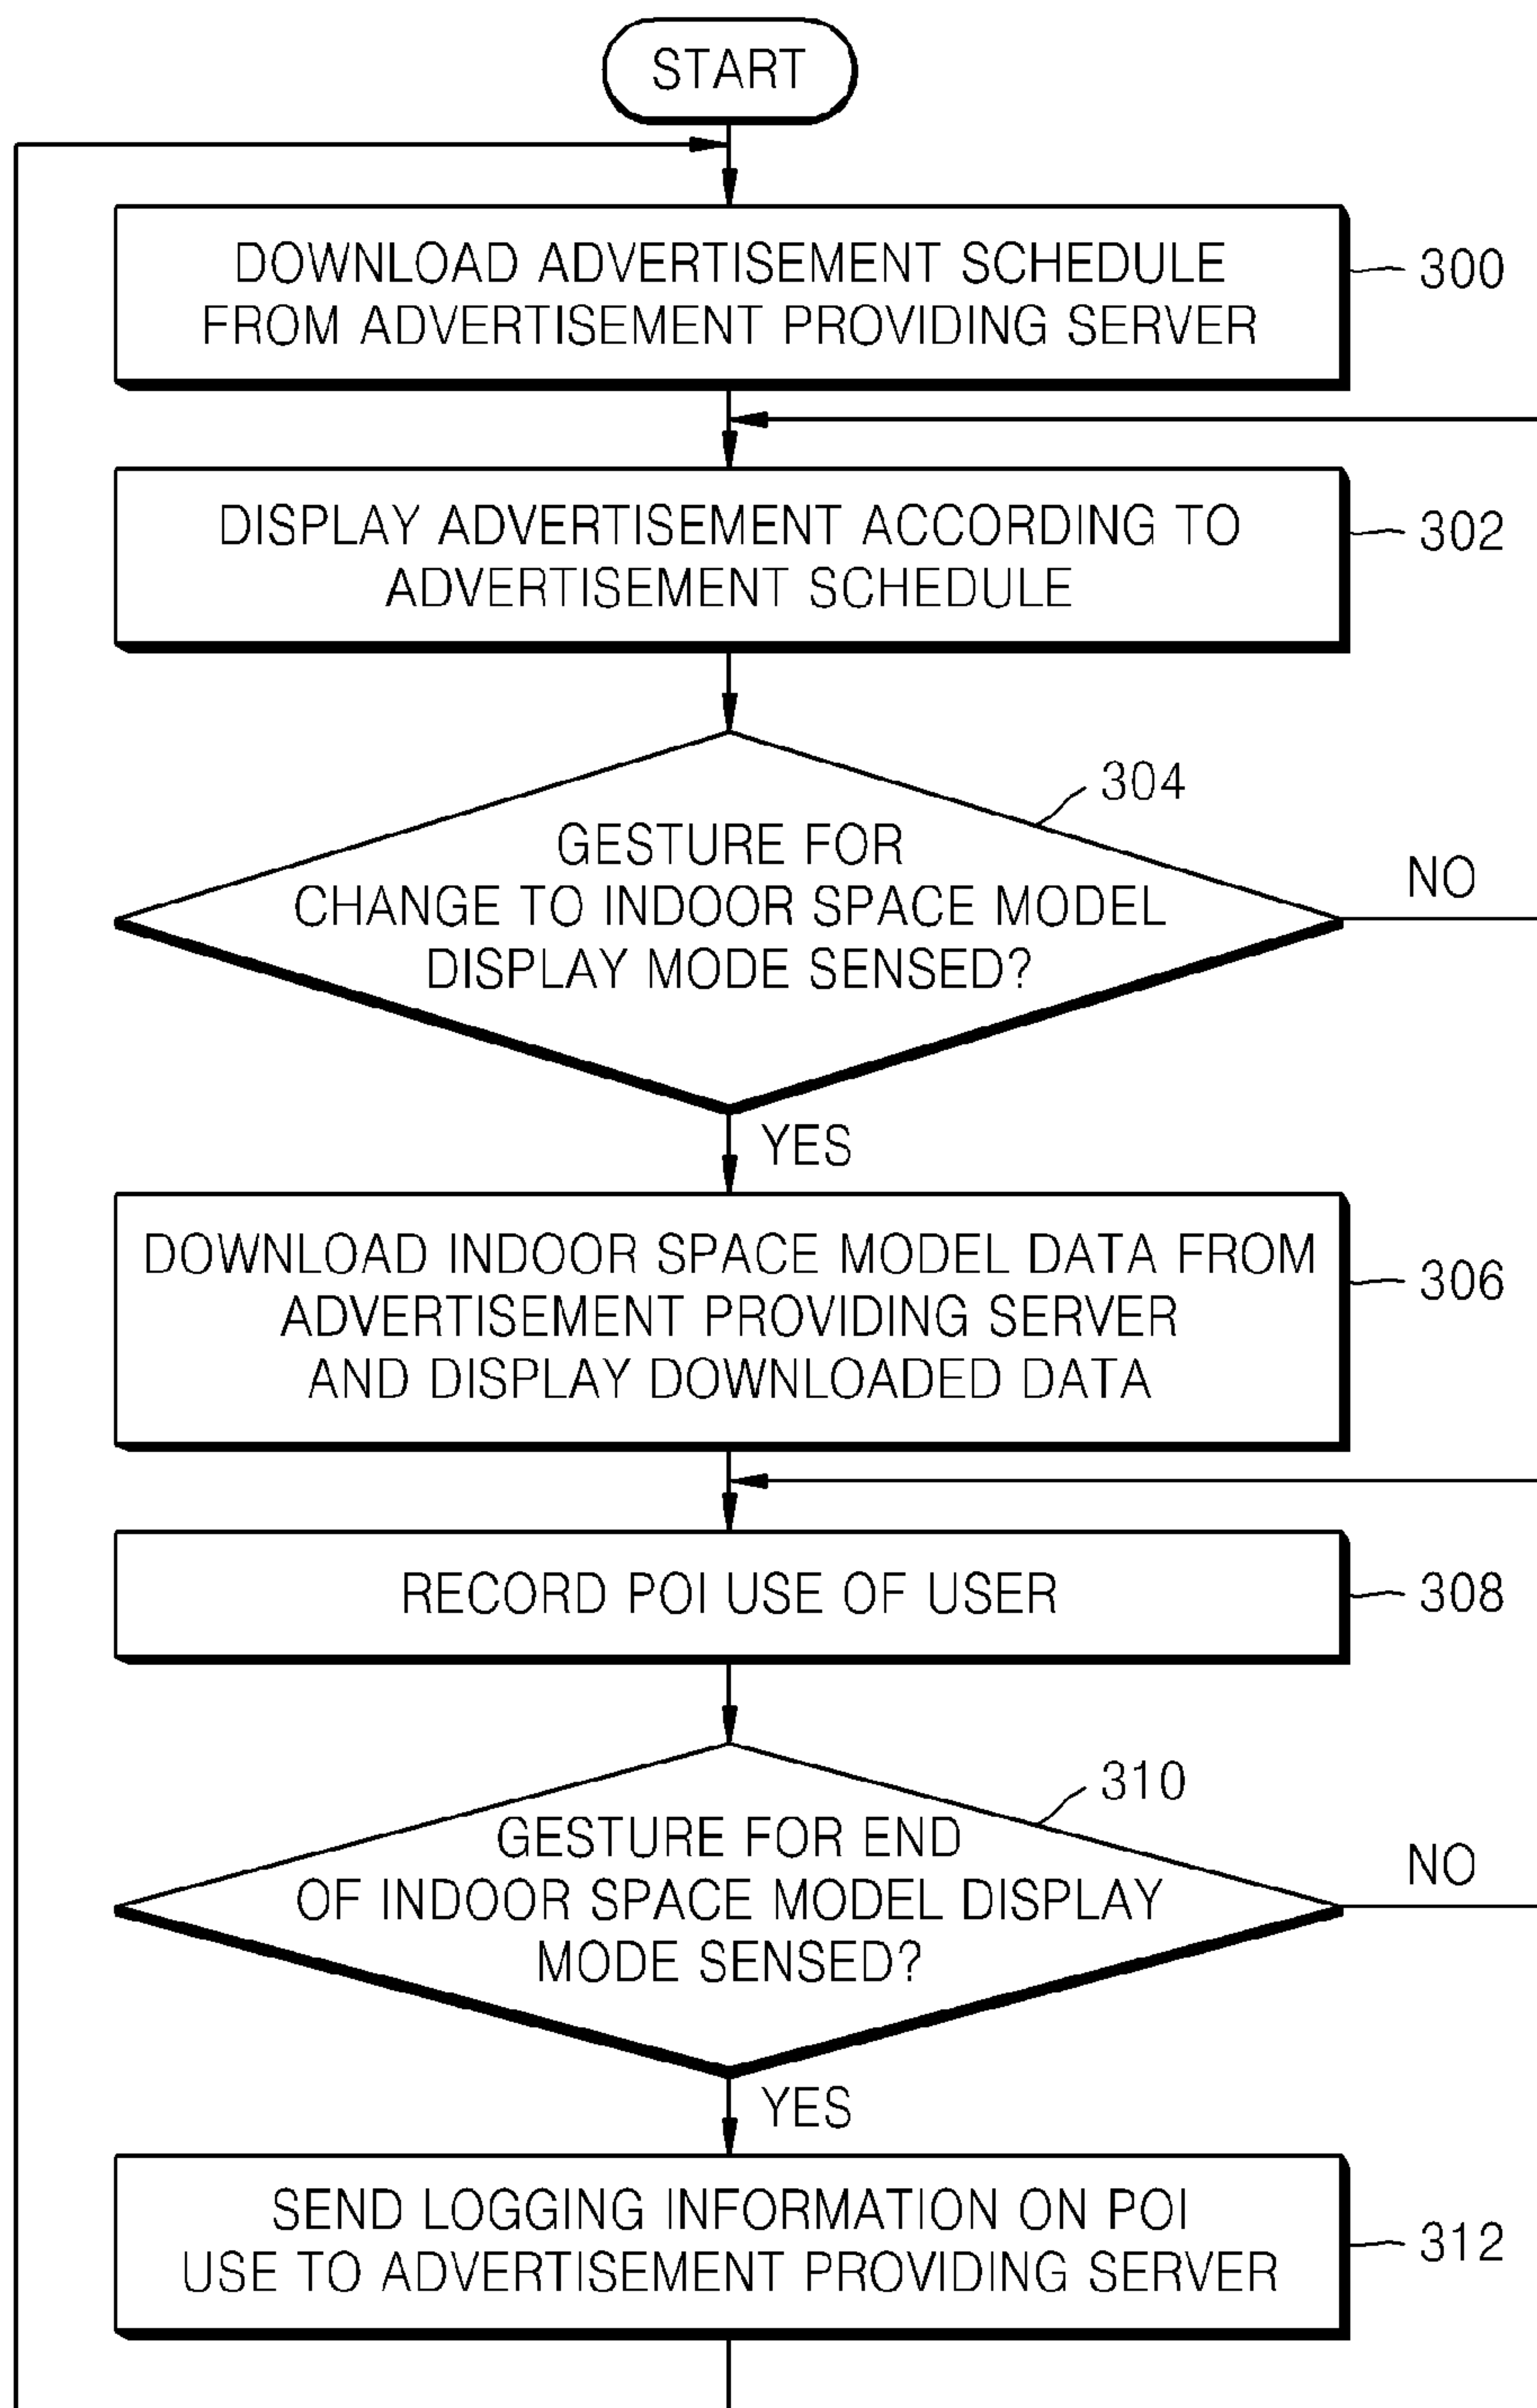 START
DOWNLOAD ADVERTISEMENT SCHEDULE
FROM ADVERTISEMENT PROVIDING SERVER
300
DISPLAY ADVERTISEMENT ACCORDING TO
ADVERTISEMENT SCHEDULE
302
304
GESTURE FOR
CHANGE TO INDOOR SPACE MODEL
DISPLAY MODE SENSED?
NO
YES
DOWNLOAD INDOOR SPACE MODEL DATA FROM
ADVERTISEMENT PROVIDING SERVER
AND DISPLAY DOWNLOADED DATA
306
RECORD POI USE OF USER
308
310
GESTURE FOR END
OF INDOOR SPACE MODEL DISPLAY
MODE SENSED?
NO
YES
SEND LOGGING INFORMATION ON POI
USE TO ADVERTISEMENT PROVIDING SERVER
312